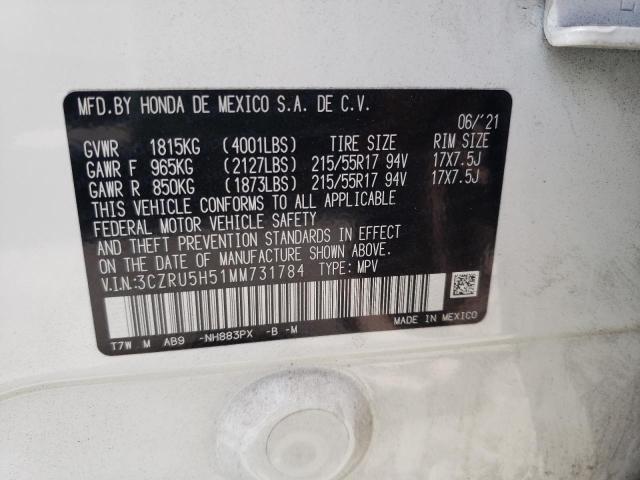 MFD.BY HONDA DE MEXICO S.A. DE C.V.
06/'21
GVWR 1815KG (4001LBS) TIRE SIZE RIM SIZE
GAWR F 965KG (2127LBS) 215/55R17 94V 17X7.5J
GAWR R 850KG (1873LBS) 215/55R17 94V 17X7.5J
THIS VEHICLE CONFORMS TO ALL APPLICABLE
FEDERAL MOTOR VEHICLE SAFETY
AND THEFT PREVENTION STANDARDS IN EFFECT
ON THE DATE OF MANUFACTURE SHOWN ABOVE.
V.I.N:3CZRU5H51MM731784 TYPE: MPV
T7W M AB9 -NH883PX -B -M MADE IN MEXICO